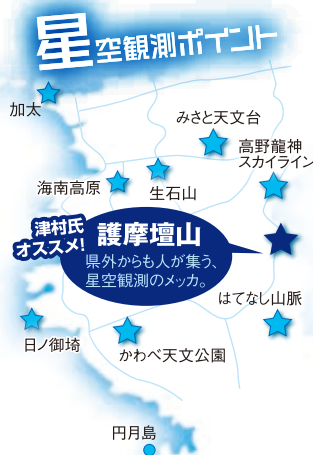 星空観測ポイント
加太
みさと天文台
高野龍神
スカイライン
海南高原
生石山
津村氏
オススメ!
護摩壇山
県外からも人が集う、
星空観測のメッカ。
はてなし山脈
日ノ御埼
かわべ天文公園
円月島